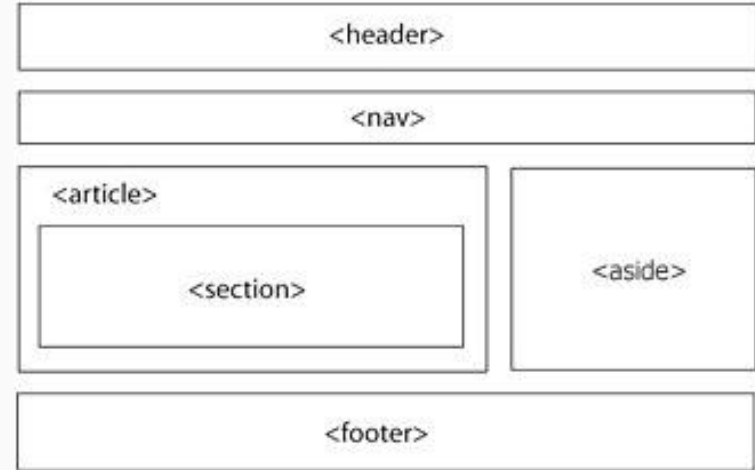 <header>
<nav>
<article>
<section>
<aside>
<footer>